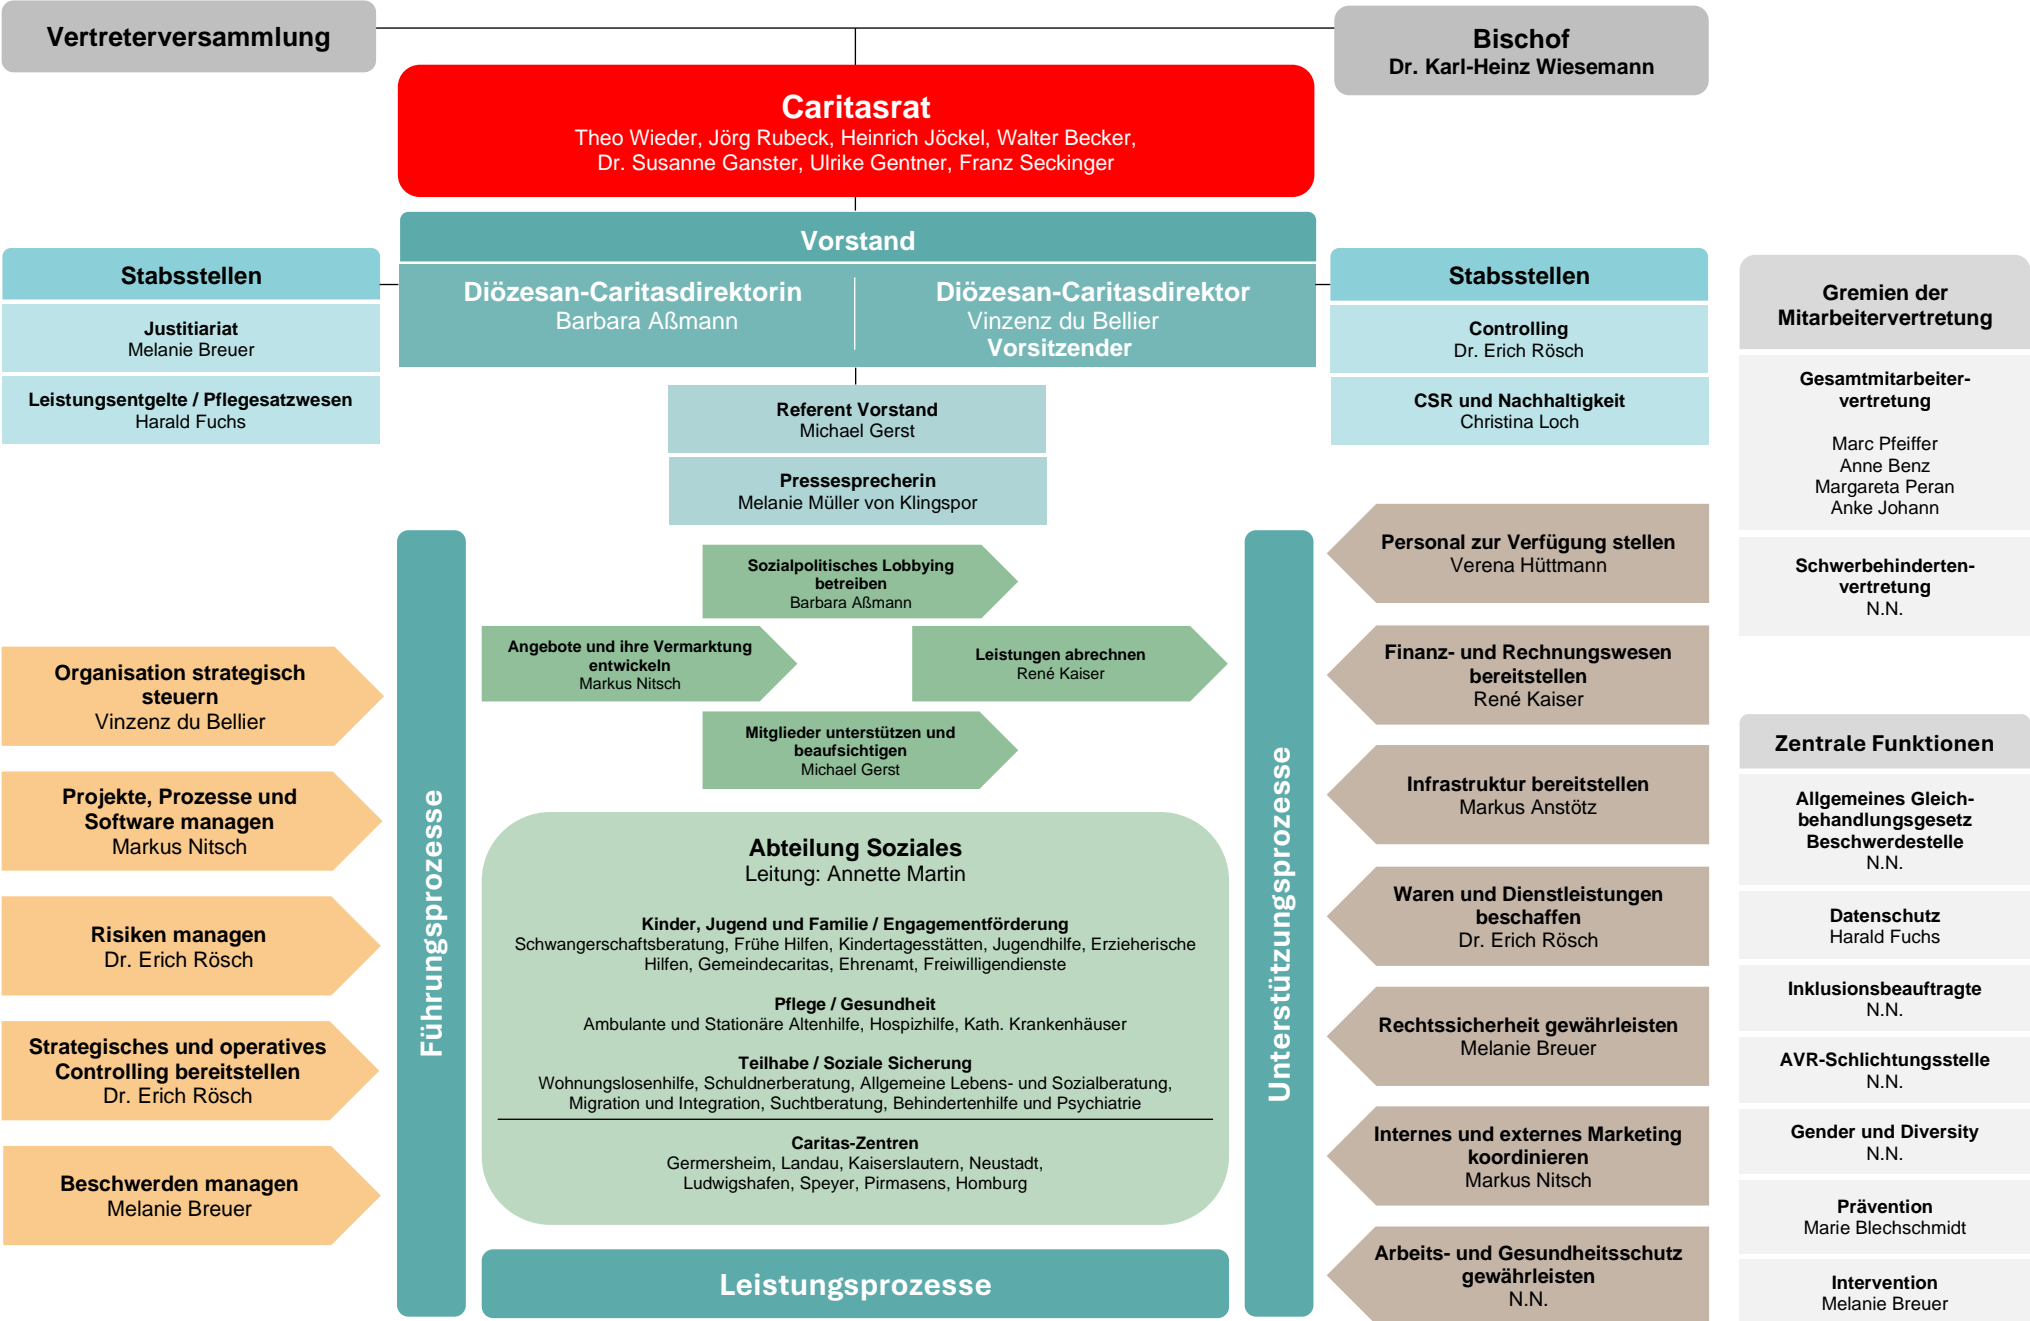 Vertreterversammlung
Bischof
Dr. Karl-Heinz Wiesemann
Caritasrat
Theo Wieder, Jörg Rubeck, Heinrich Jöckel, Walter Becker,
Dr. Susanne Ganster, Ulrike Gentner, Franz Seckinger
Vorstand
Diözesan-Caritasdirektorin
Barbara Aßmann
Diözesan-Caritasdirektor
Vinzenz du Bellier
Vorsitzender
Stabsstellen
Justitiariat
Melanie Breuer
Leistungsentgelte / Pflegesatzwesen
Harald Fuchs
Stabsstellen
Controlling
Dr. Erich Rösch
CSR und Nachhaltigkeit
Christina Loch
Referent Vorstand
Michael Gerst
Pressesprecherin
Melanie Müller von Klingspor
Führungsprozesse
Organisation strategisch
steuern
Vinzenz du Bellier
Projekte, Prozesse und
Software managen
Markus Nitsch
Risiken managen
Dr. Erich Rösch
Strategisches und operatives
Controlling bereitstellen
Dr. Erich Rösch
Beschwerden managen
Melanie Breuer
Sozialpolitisches Lobbying
betreiben
Barbara Aßmann
Angebote und ihre Vermarktung
entwickeln
Markus Nitsch
Leistungen abrechnen
René Kaiser
Mitglieder unterstützen und
beaufsichtigen
Michael Gerst
Abteilung Soziales
Leitung: Annette Martin
Kinder, Jugend und Familie / Engagementförderung
Schwangerschaftsberatung, Frühe Hilfen, Kindertagesstätten, Jugendhilfe, Erzieherische
Hilfen, Gemeindecaritas, Ehrenamt, Freiwilligendienste
Pflege / Gesundheit
Ambulante und Stationäre Altenhilfe, Hospizhilfe, Kath. Krankenhäuser
Teilhabe / Soziale Sicherung
Wohnungslosenhilfe, Schuldnerberatung, Allgemeine Lebens- und Sozialberatung,
Migration und Integration, Suchtberatung, Behindertenhilfe und Psychiatrie
Caritas-Zentren
Germersheim, Landau, Kaiserslautern, Neustadt,
Ludwigshafen, Speyer, Pirmasens, Homburg
Leistungsprozesse
Unterstützungsprozesse
Personal zur Verfügung stellen
Verena Hüttmann
Finanz- und Rechnungswesen
bereitstellen
René Kaiser
Infrastruktur bereitstellen
Markus Anstötz
Waren und Dienstleistungen
beschaffen
Dr. Erich Rösch
Rechtssicherheit gewährleisten
Melanie Breuer
Internes und externes Marketing
koordinieren
Markus Nitsch
Arbeits- und Gesundheitsschutz
gewährleisten
N.N.
Gremien der
Mitarbeitervertretung
Gesamtmitarbeiter-
vertretung
Marc Pfeiffer
Anne Benz
Margareta Peran
Anke Johann
Schwerbehinderten-
vertretung
N.N.
Zentrale Funktionen
Allgemeines Gleich-
behandlungsgesetz
Beschwerdestelle
N.N.
Datenschutz
Harald Fuchs
Inklusionsbeauftragte
N.N.
AVR-Schlichtungsstelle
N.N.
Gender und Diversity
N.N.
Prävention
Marie Blechschmidt
Intervention
Melanie Breuer